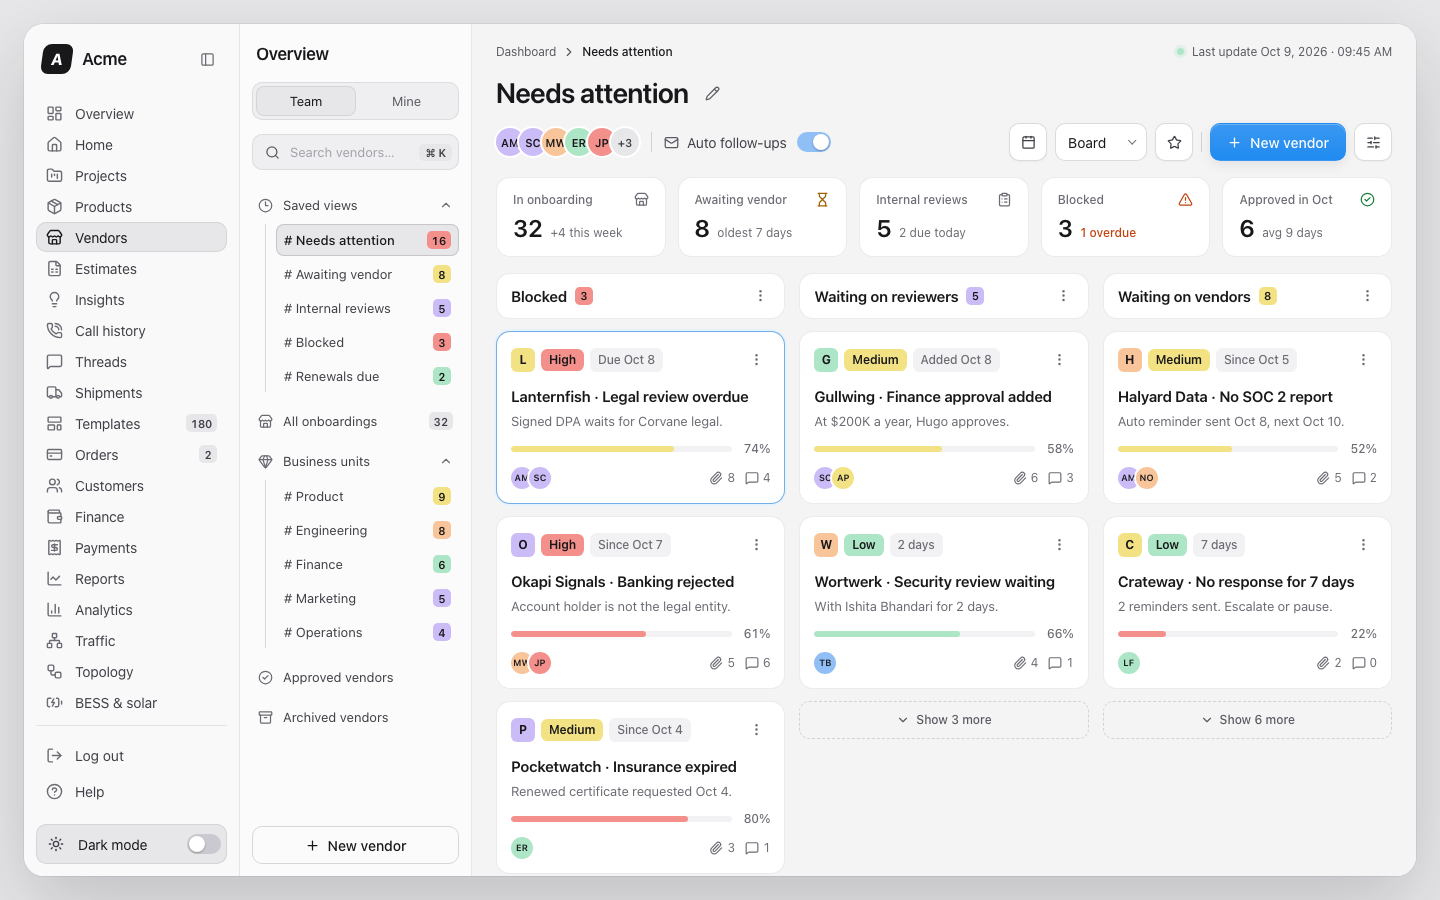 A Acme
Overview
Home
Projects
Products
Vendors
Estimates
Insights
Call history
Threads
Shipments
Templates 180
Orders 2
Customers
Finance
Payments
Reports
Analytics
Traffic
Topology
BESS & solar
Log out
Help
Dark mode
Overview
Team Mine
Search vendors... ⌘ K
Saved views
# Needs attention 16
# Awaiting vendor 8
# Internal reviews 5
# Blocked 3
# Renewals due 2
All onboardings 32
Business units
# Product 9
# Engineering 8
# Finance 6
# Marketing 5
# Operations 4
Approved vendors
Archived vendors
+ New vendor
Dashboard > Needs attention
Last update Oct 9, 2026 · 09:45 AM
Needs attention
AM SC MW ER JP +3 Auto follow-ups
Board
+ New vendor
In onboarding
32 +4 this week
Awaiting vendor
8 oldest 7 days
Internal reviews
5 2 due today
Blocked
3 1 overdue
Approved in Oct
6 avg 9 days
Blocked 3
L High Due Oct 8
Lanternfish · Legal review overdue
Signed DPA waits for Corvane legal.
74%
AM SC 8 4
O High Since Oct 7
Okapi Signals · Banking rejected
Account holder is not the legal entity.
61%
MW JP 5 6
P Medium Since Oct 4
Pocketwatch · Insurance expired
Renewed certificate requested Oct 4.
80%
ER 3 1
Waiting on reviewers 5
G Medium Added Oct 8
Gullwing · Finance approval added
At $200K a year, Hugo approves.
58%
SC AP 6 3
W Low 2 days
Wortwerk · Security review waiting
With Ishita Bhandari for 2 days.
66%
TB 4 1
Show 3 more
Waiting on vendors 8
H Medium Since Oct 5
Halyard Data · No SOC 2 report
Auto reminder sent Oct 8, next Oct 10.
52%
AM NO 5 2
C Low 7 days
Crateway · No response for 7 days
2 reminders sent. Escalate or pause.
22%
LF 2 0
Show 6 more